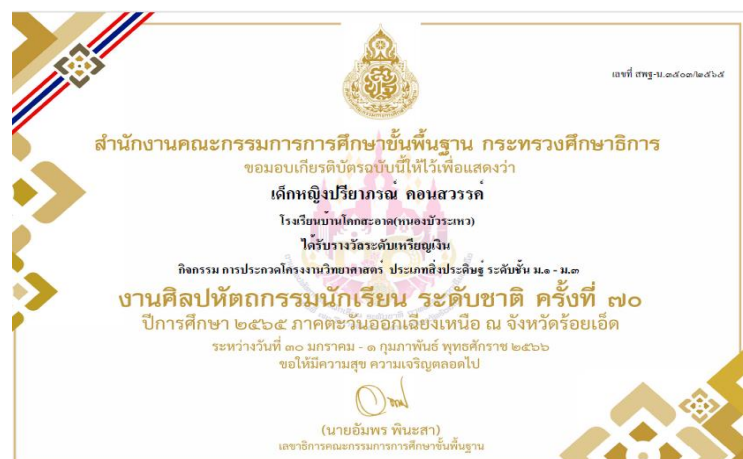 เลขที่ สพฐ-น.๓๕๐๓/๒๕๖๕
สำนักงานคณะกรรมการการศึกษาขั้นพื้นฐาน กระทรวงศึกษาธิการ
ขอมอบเกียรติบัตรฉบับนี้ให้ไว้เพื่อแสดงว่า
เด็กหญิงปรียาภรณ์ คอนสวรรค์
โรงเรียนบ้านโคกสะอาด(หนองบัวระเหว)
ได้รับรางวัลระดับเหรียญเงิน
กิจกรรม การประกวดโครงงานวิทยาศาสตร์ ประเภทสิ่งประดิษฐ์ ระดับชั้น ม.๑ - ม.๓
งานศิลปหัตถกรรมนักเรียน ระดับชาติ ครั้งที่ ๗๐
ปีการศึกษา ๒๕๖๕ ภาคตะวันออกเฉียงเหนือ ณ จังหวัดร้อยเอ็ด
ระหว่างวันที่ ๓๐ มกราคม - ๑ กุมภาพันธ์ พุทธศักราช ๒๕๖๖
ขอให้มีความสุข ความเจริญตลอดไป
(นายอัมพร พินะสา)
เลขาธิการคณะกรรมการการศึกษาขั้นพื้นฐาน